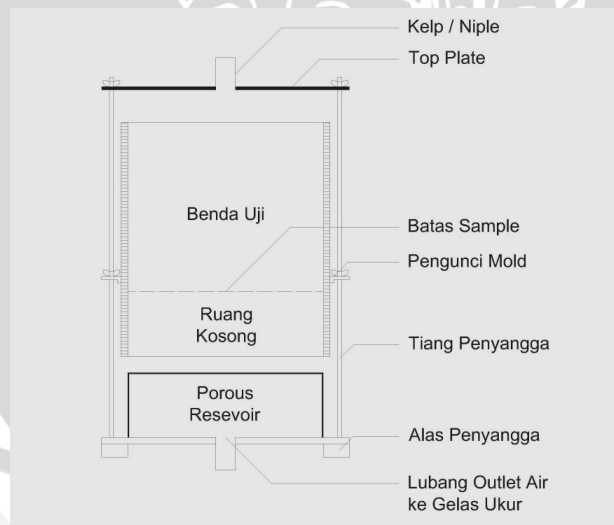 Kelp / Niple
Top Plate
Benda Uji
Batas Sample
Pengunci Mold
Ruang
Kosong
Tiang Penyangga
Porous
Resevoir
Alas Penyangga
Lubang Outlet Air
ke Gelas Ukur